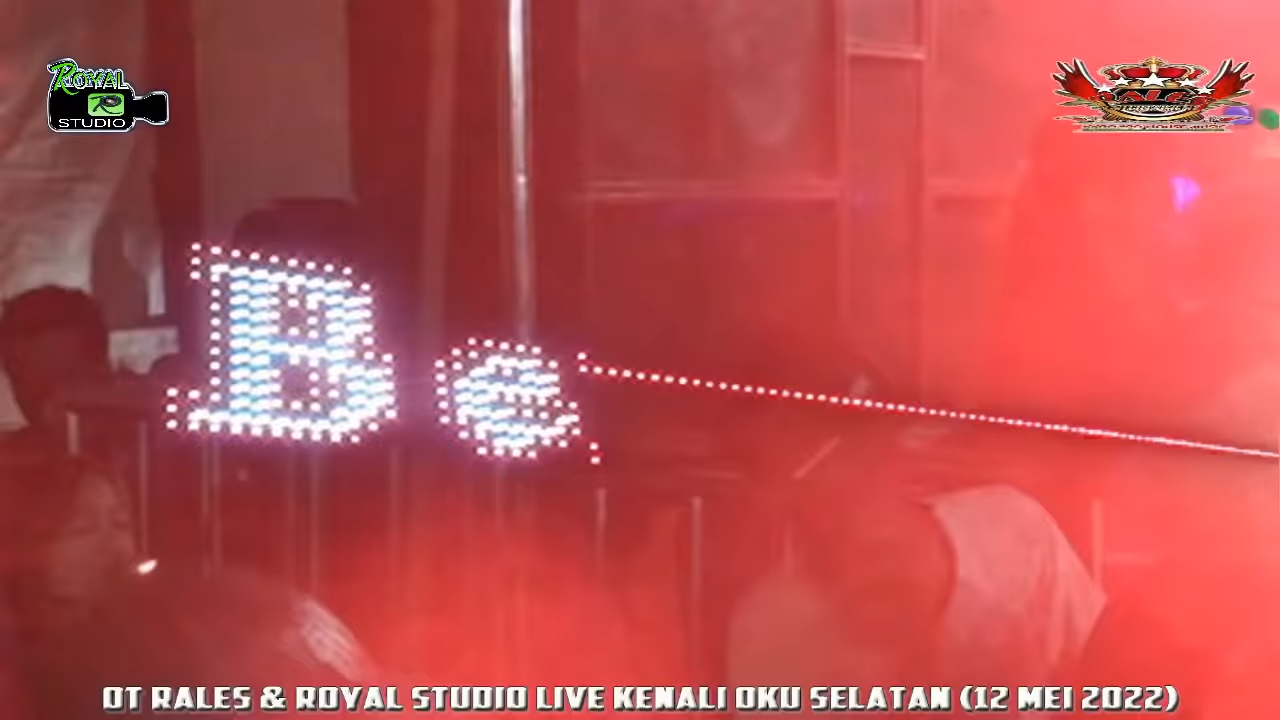 ROYAL
R
STUDIO
Be
OT RALES & ROYAL STUDIO LIVE KENALI OKU SELATAN (12 MEI 2022)